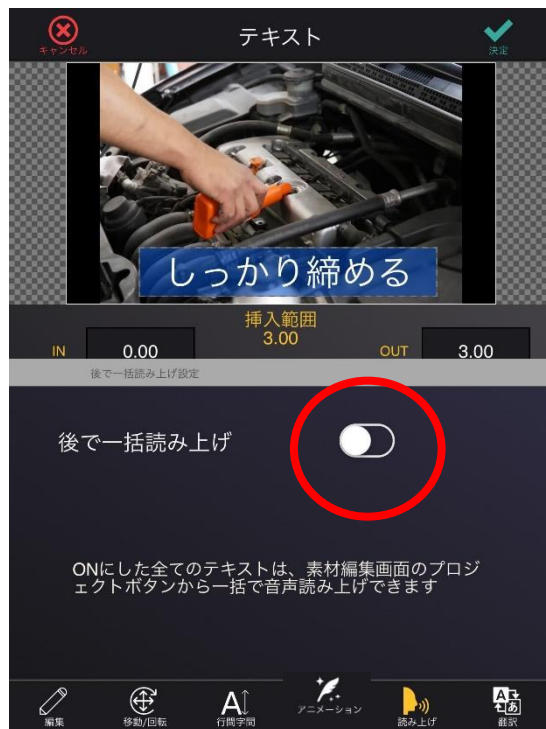 キャンセル
テキスト
決定
しっかり締める
挿入範囲
IN 0.00 3.00 OUT 3.00
後で一括読み上げ設定
後で一括読み上げ
ONにした全てのテキストは、素材編集画面のプロジ
ェクトボタンから一括で音声読み上げできます
編集
移動/回転
A
行間字間
アニメーション
読み上げ
Aあ
翻訳